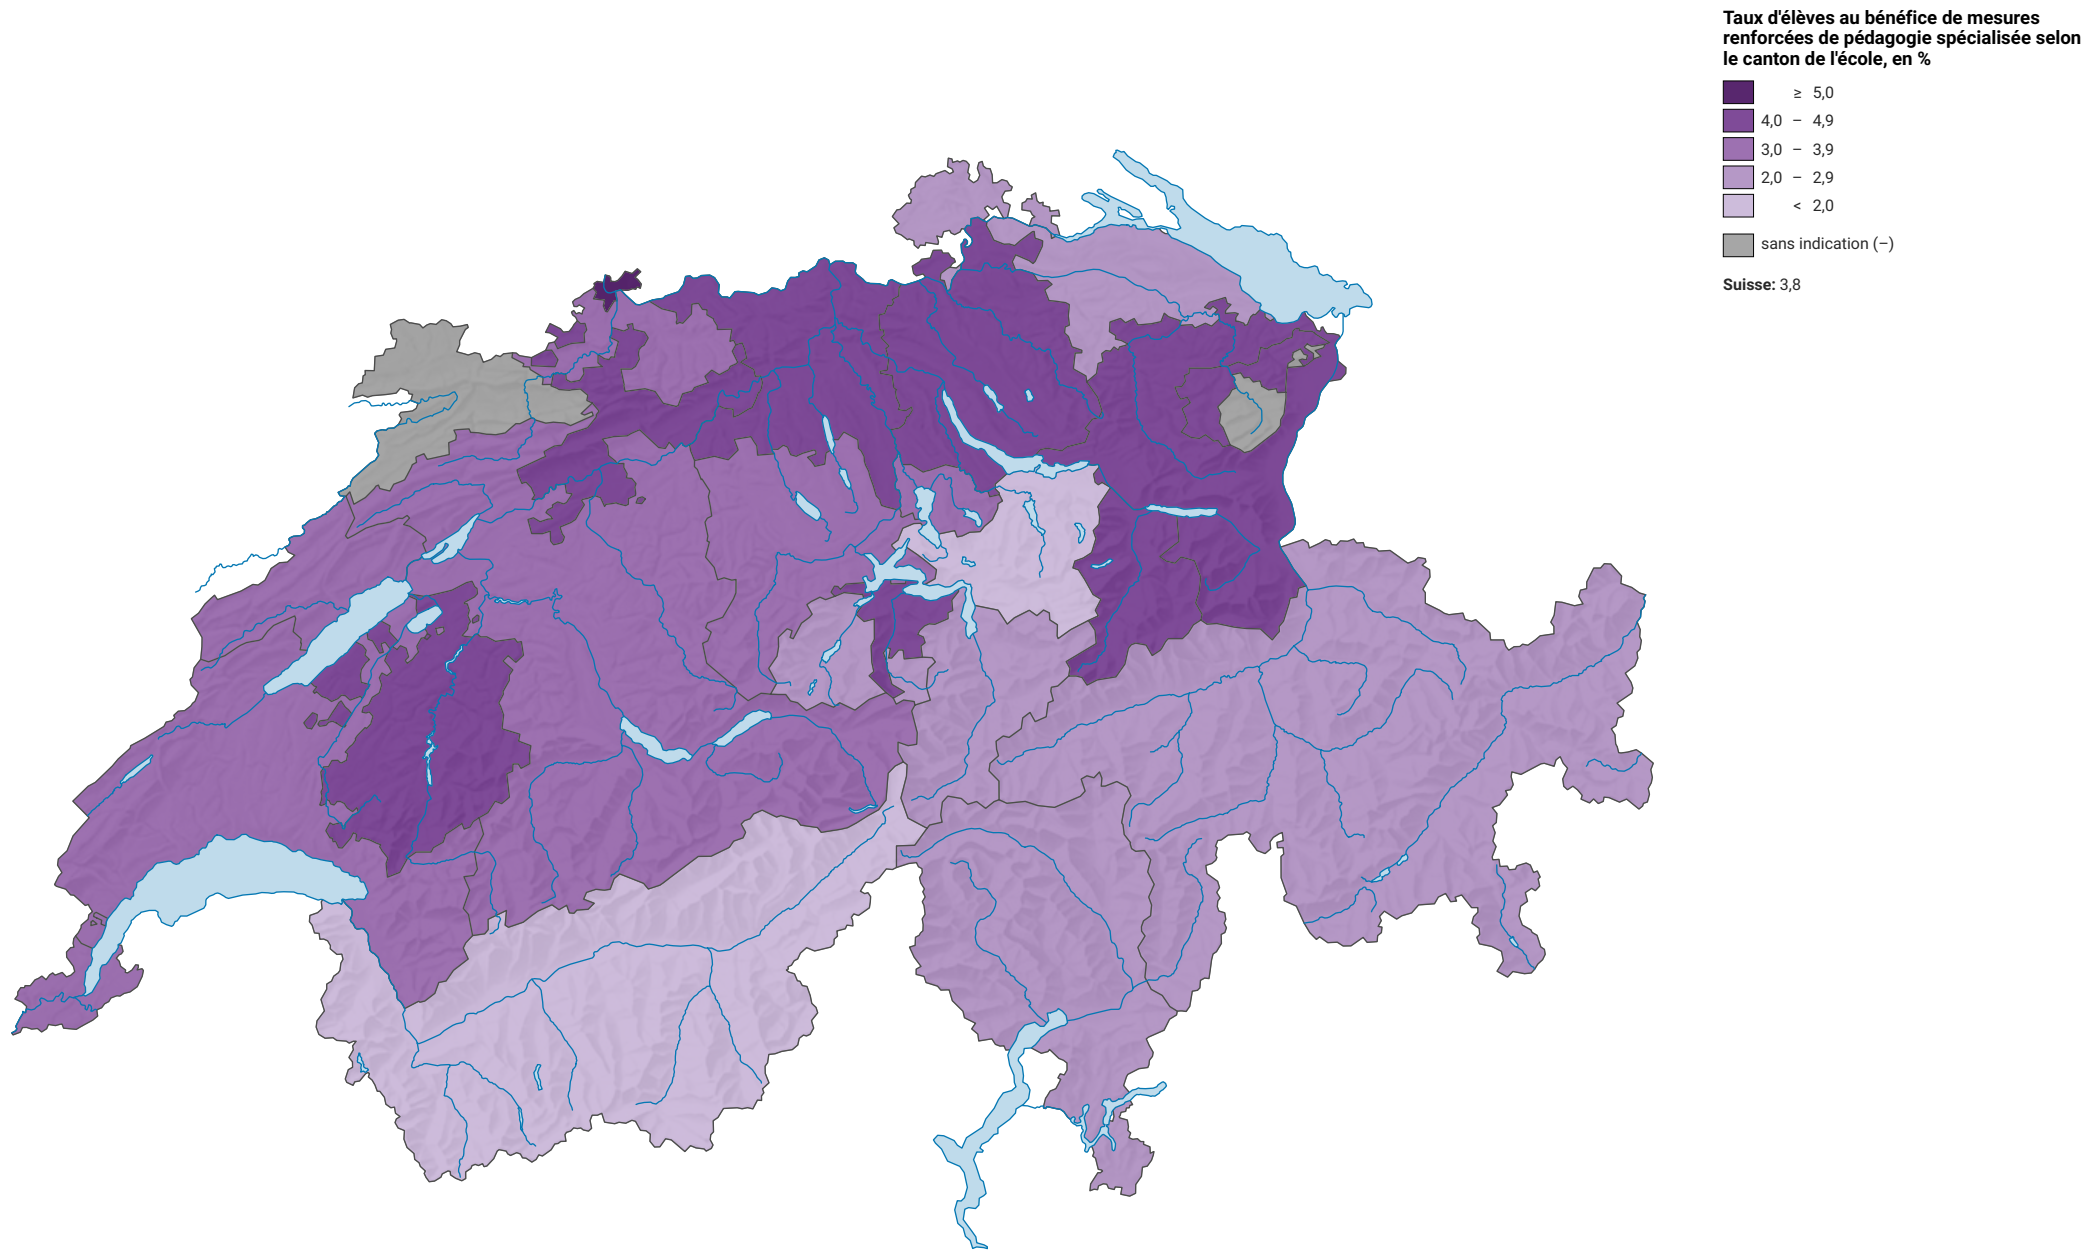 Taux d'élèves au bénéfice de mesures
renforcées de pédagogie spécialisée selon
le canton de l'école, en %
≥ 5,0
4,0 – 4,9
3,0 – 3,9
2,0 – 2,9
< 2,0
sans indication (–)
Suisse: 3,8